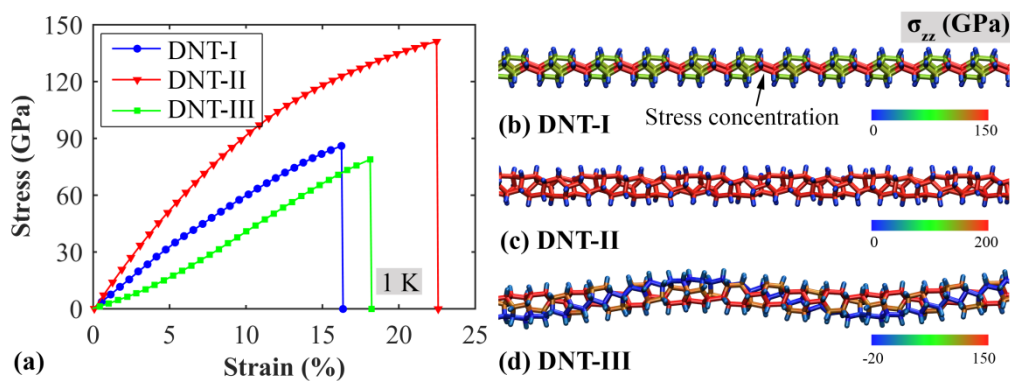 150
120
90
60
30
0
Stress (GPa)
DNT-I
DNT-II
DNT-III
1 K
0 5 10 15 20 25
Strain (%)
(a)
σzz (GPa)
Stress concentration
(b) DNT-I
0 150
(c) DNT-II
0 200
(d) DNT-III
-20 150